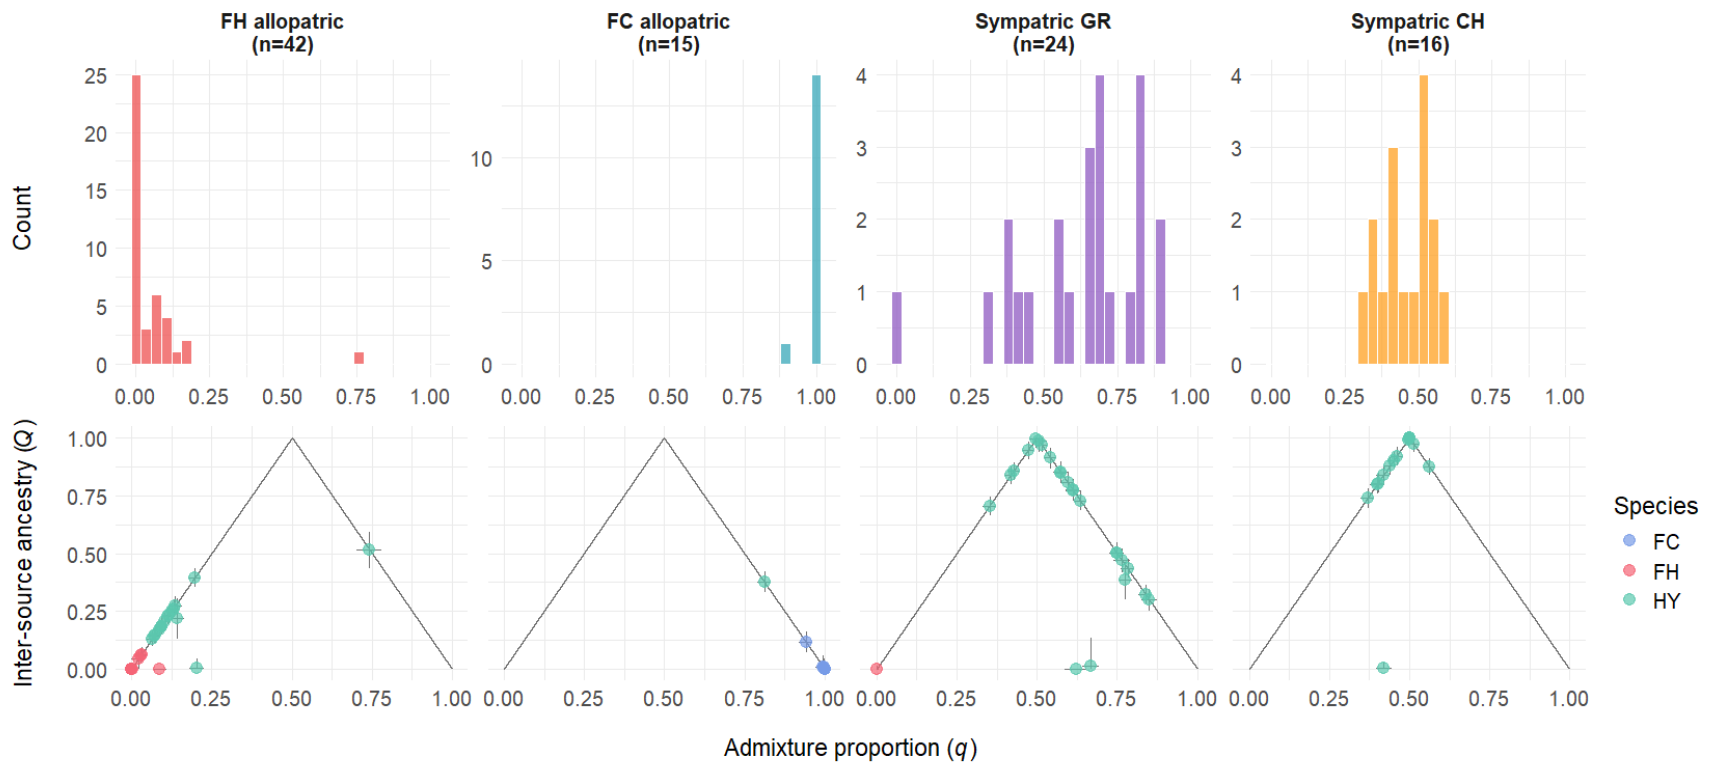 FH allopatric
(n=42)
FC allopatric
(n=15)
Sympatric GR
(n=24)
Sympatric CH
(n=16)
Count
25
20
15
10
5
0
10
5
0
4
3
2
1
0
4
3
2
1
0
0.00 0.25 0.50 0.75 1.00
0.00 0.25 0.50 0.75 1.00
0.00 0.25 0.50 0.75 1.00
0.00 0.25 0.50 0.75 1.00
Inter-source ancestry (Q)
1.00
0.75
0.50
0.25
0.00
0.00 0.25 0.50 0.75 1.00
0.00 0.25 0.50 0.75 1.00
0.00 0.25 0.50 0.75 1.00
0.00 0.25 0.50 0.75 1.00
Admixture proportion (q)
Species
FC
FH
HY